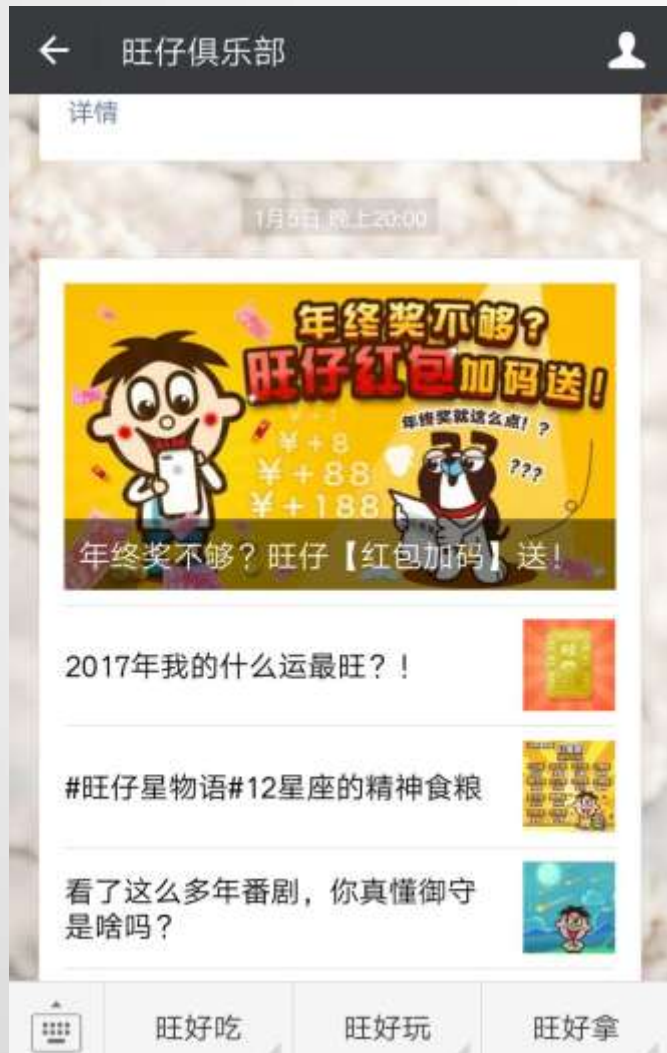 旺仔俱乐部
详情
1月5日 晚上20:00
年终奖不够?
旺仔红包加码送!
年终奖就这么点!?
???
¥+8
¥+88
¥+188
年终奖不够?旺仔【红包加码】送!
2017年我的什么运最旺?!
#旺仔星物语#12星座的精神食粮
看了这么多年番剧,你真懂御守
是啥吗?
旺好吃
旺好玩
旺好拿